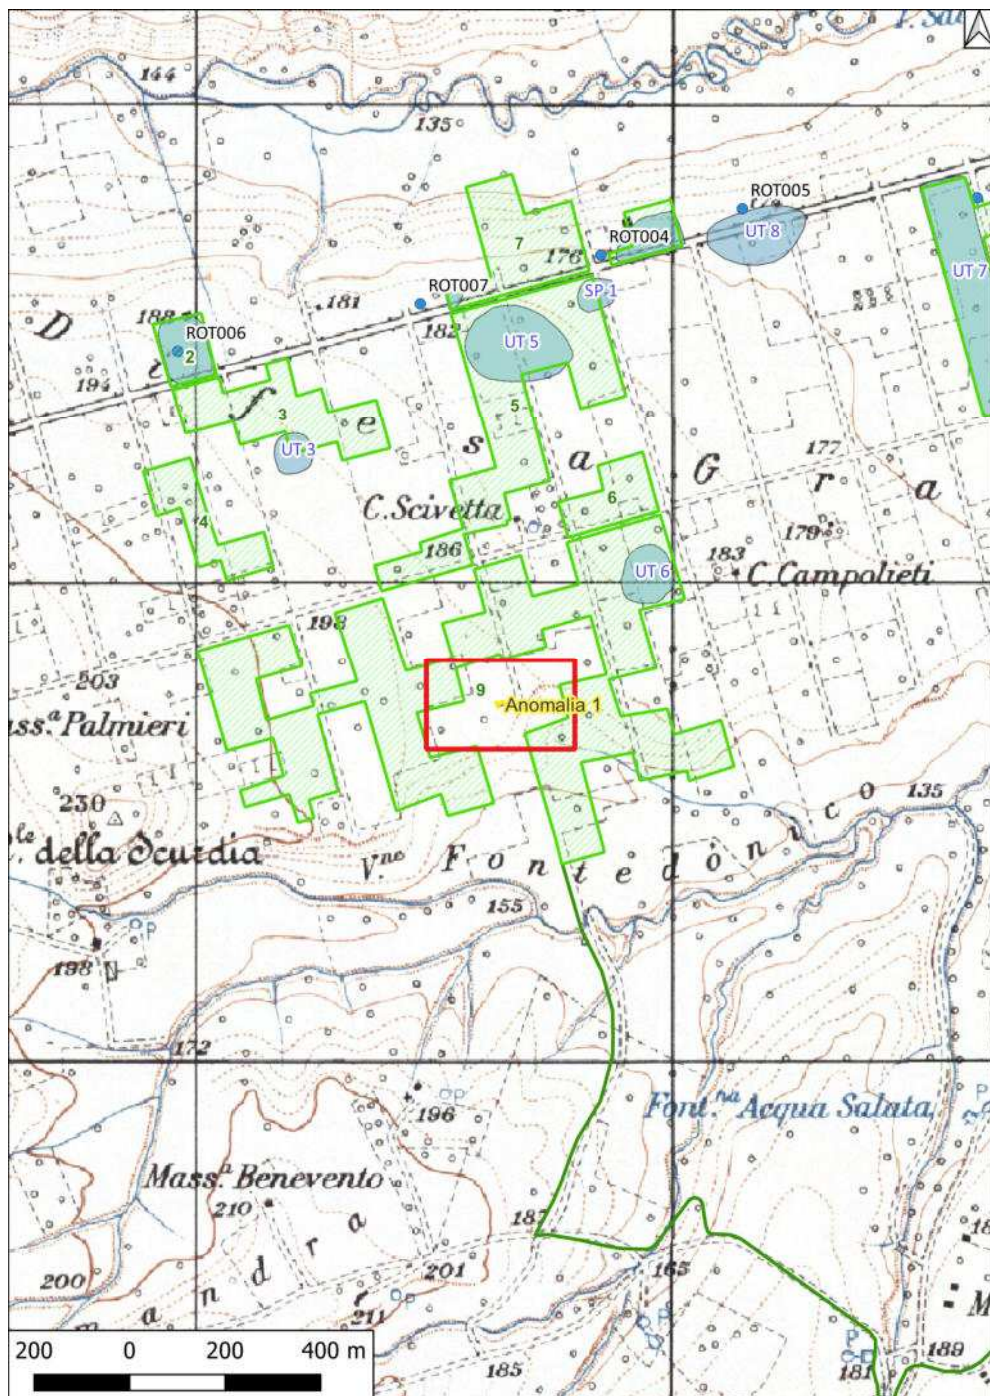 144
135
ROT005
UT 8
ROT004
7
176
UT 7
SP 1
ROT007
181
182
UT 5
188
ROT006
2
194
D i f e s a G r a
3
UT 3
5
177
6
4
C. Scivetta
179
186
183
UT 6
C. Campolieti
198
203
9
Anomalia 1
ss.ª Palmieri
230
135
della Scurdia
V.ne Fontedonico
155
198
172
196
Font.na Acqua Salata
P
Mass.a Benevento
210
187
200
201
165
mandra
211
P
P
185
181
189
M
200 0 200 400 m